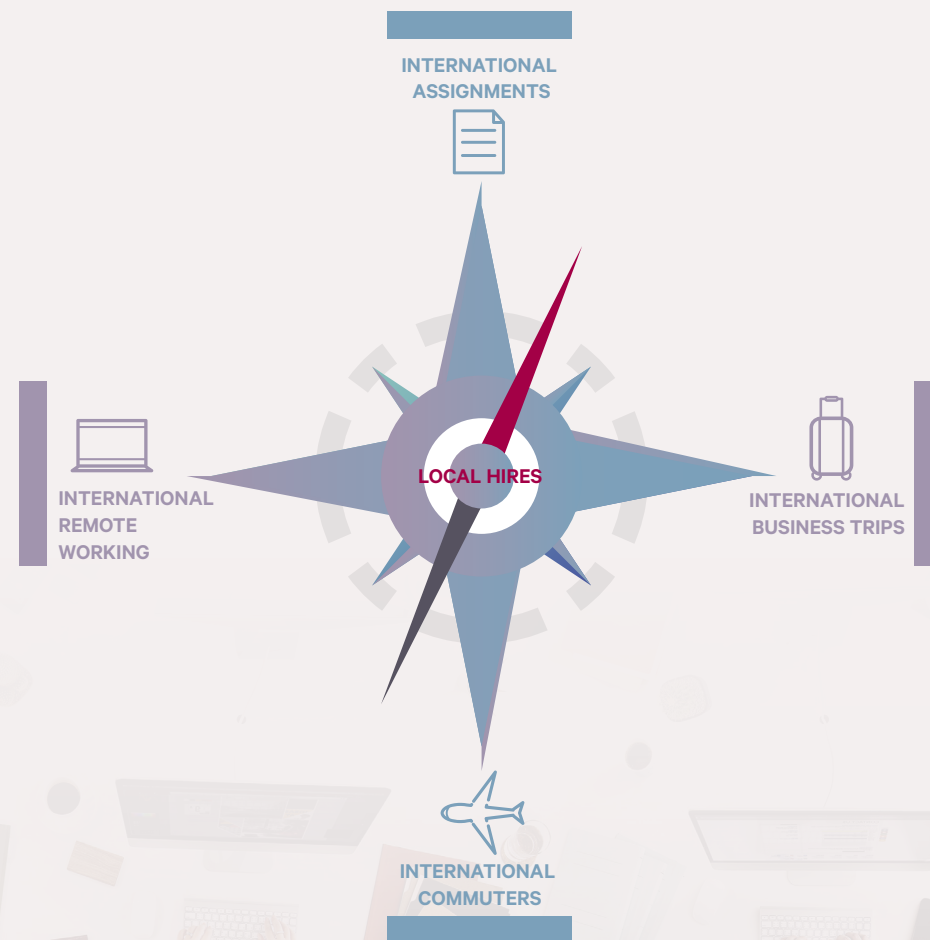 INTERNATIONAL
ASSIGNMENTS
LOCAL HIRES
INTERNATIONAL
REMOTE
WORKING
INTERNATIONAL
BUSINESS TRIPS
INTERNATIONAL
COMMUTERS